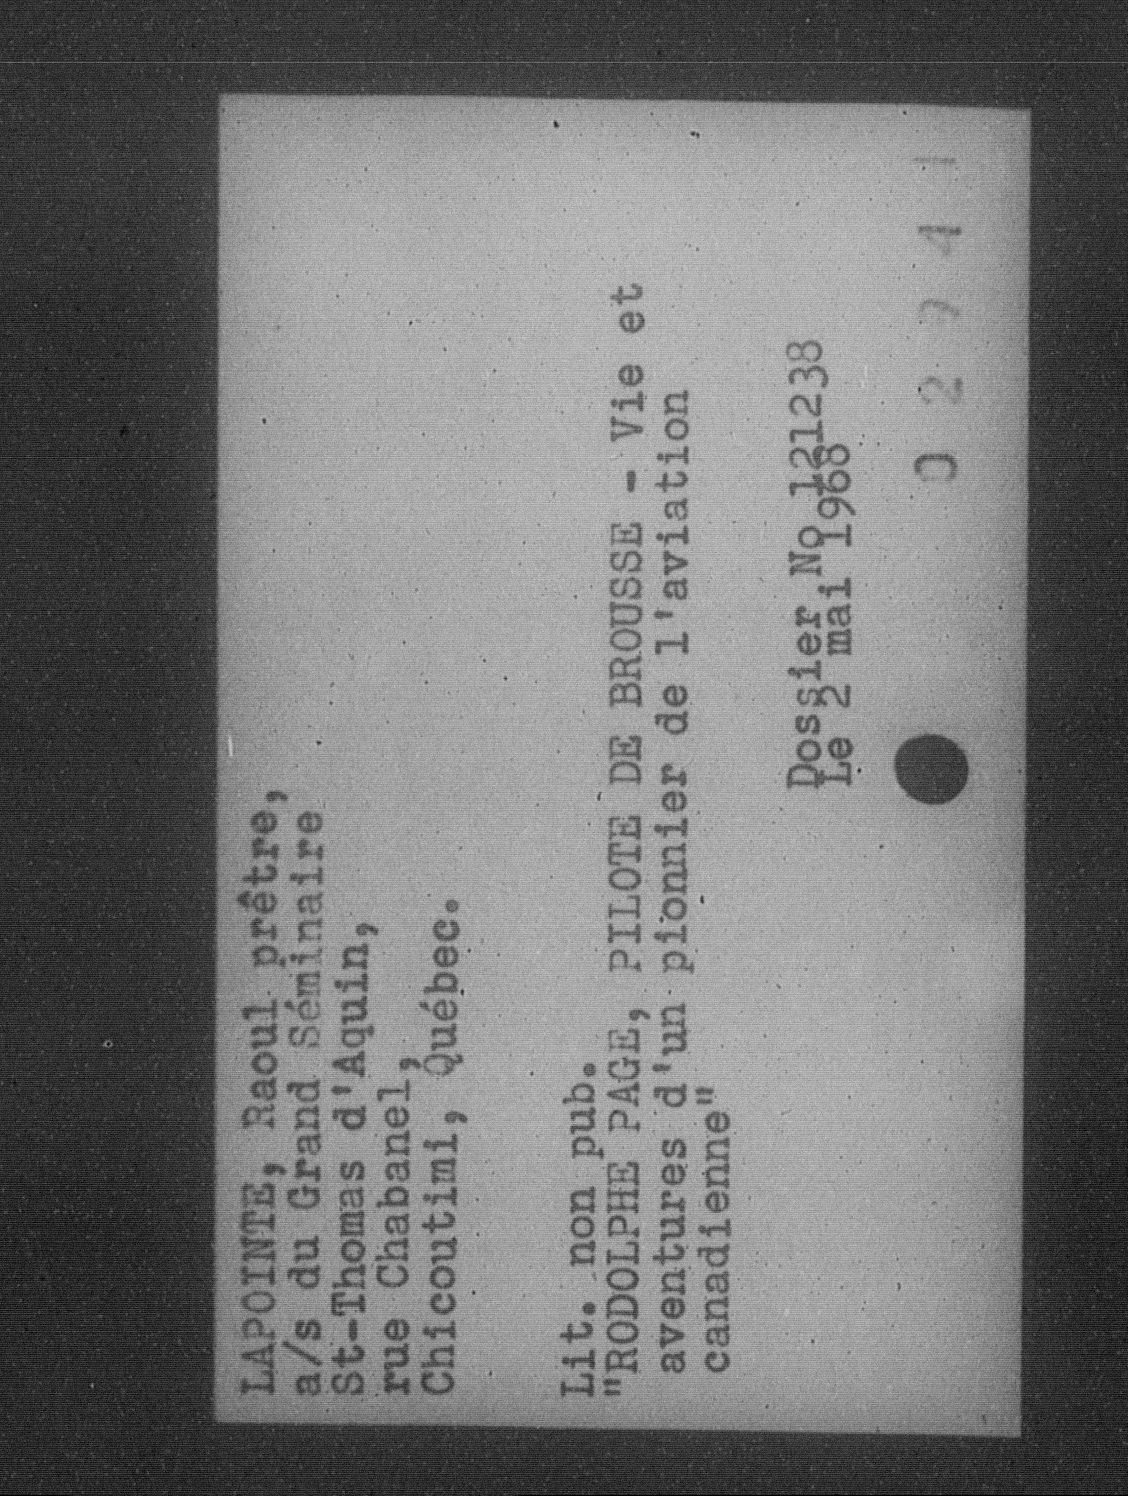 LAPOINTE, Raoul prêtre,
a/s du Grand Séminaire
St-Thomas d'Aquin,
rue Chabanel,
Chicoutimi, Québec.
Lit. non pub.
"RODOLPHE PAGE, PILOTE DE BROUSSE - Vie et
aventures d'un pionnier de l'aviation
canadienne"
Dossier No 121238
Le 2 mai 1968